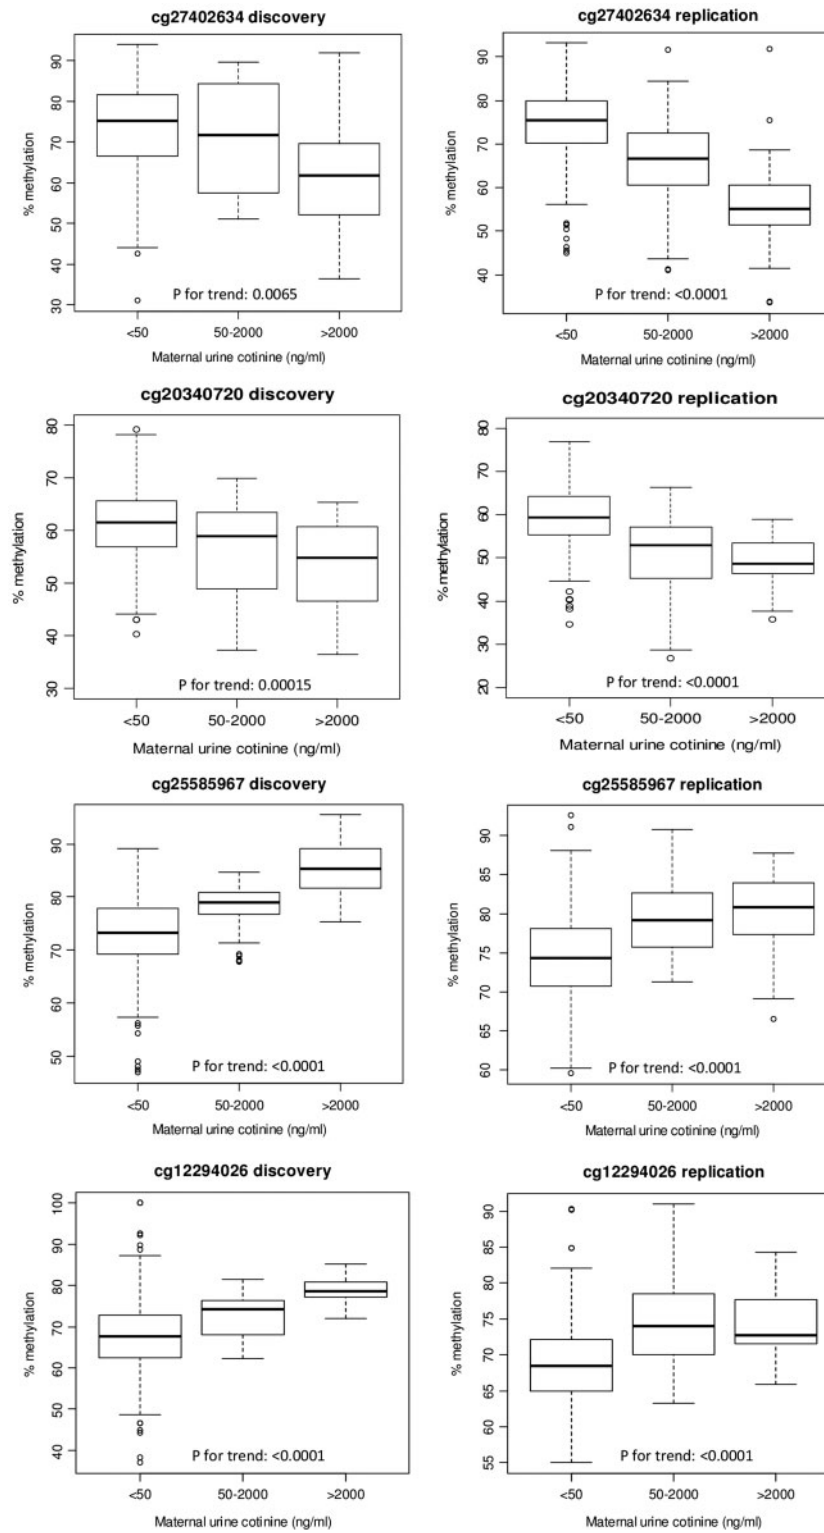 cg27402634 discovery
% methylation
90
80
70
60
50
40
30
P for trend: 0.0065
<50
50-2000
>2000
Maternal urine cotinine (ng/ml)
cg27402634 replication
% methylation
90
80
70
60
50
40
P for trend: <0.0001
<50
50-2000
>2000
Maternal urine cotinine (ng/ml)
cg20340720 discovery
% methylation
80
70
60
50
40
30
P for trend: 0.00015
<50
50-2000
>2000
Maternal urine cotinine (ng/ml)
cg20340720 replication
% methylation
80
70
60
50
40
30
20
P for trend: <0.0001
<50
50-2000
>2000
Maternal urine cotinine (ng/ml)
cg25585967 discovery
% methylation
90
80
70
60
50
P for trend: <0.0001
<50
50-2000
>2000
Maternal urine cotinine (ng/ml)
cg25585967 replication
% methylation
90
85
80
75
70
65
60
P for trend: <0.0001
<50
50-2000
>2000
Maternal urine cotinine (ng/ml)
cg12294026 discovery
% methylation
100
90
80
70
60
50
40
P for trend: <0.0001
<50
50-2000
>2000
Maternal urine cotinine (ng/ml)
cg12294026 replication
% methylation
90
85
80
75
70
65
60
55
P for trend: <0.0001
<50
50-2000
>2000
Maternal urine cotinine (ng/ml)